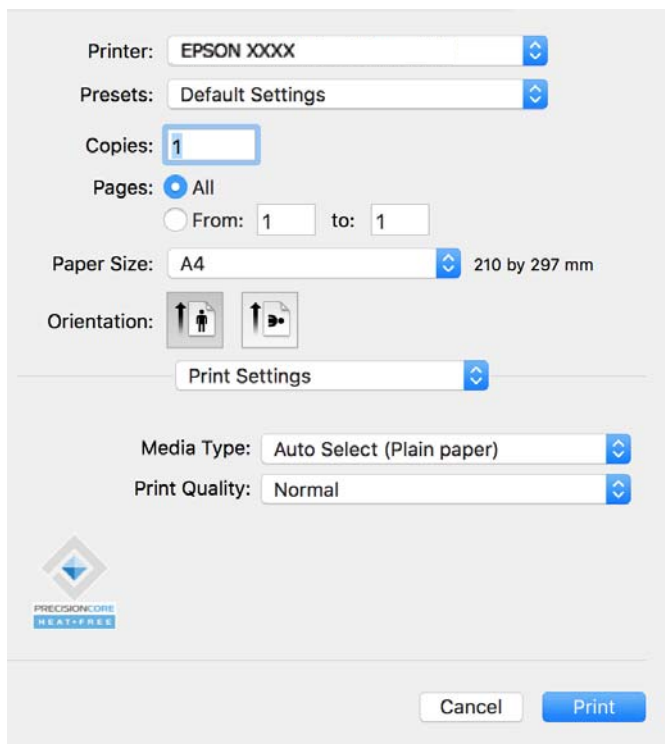 Printer: EPSON XXXX
Presets: Default Settings
Copies: 1
Pages: All
From: 1 to: 1
Paper Size: A4 210 by 297 mm
Orientation:
Print Settings
Media Type: Auto Select (Plain paper)
Print Quality: Normal
PRECISIONCORE
HEAT-FREE
Cancel Print